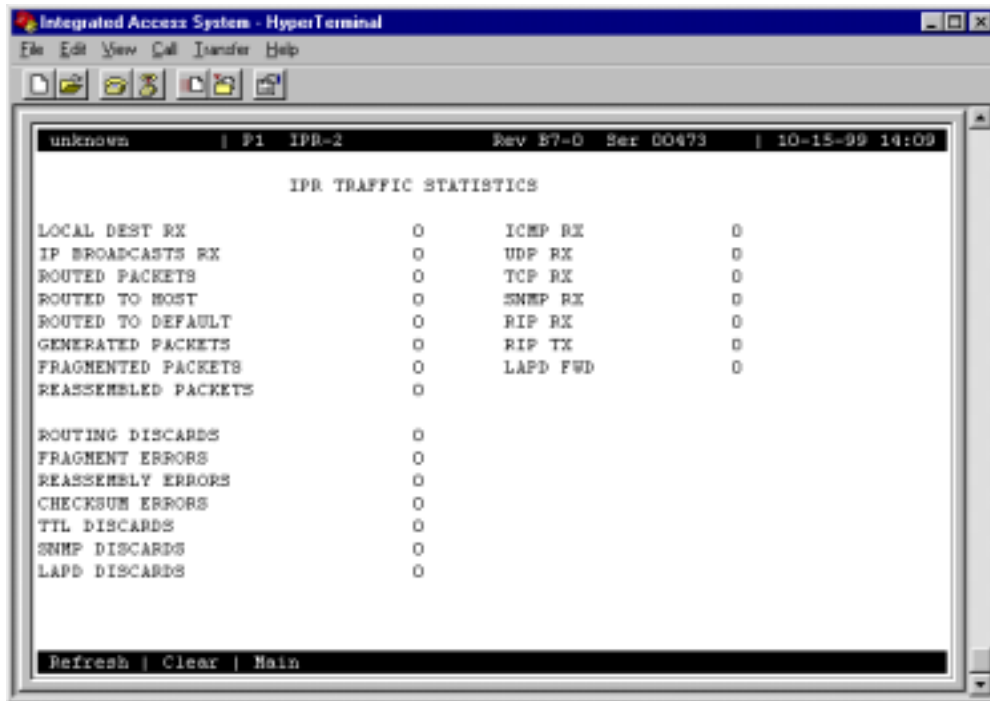 Integrated Access System - HyperTerminal
File Edit View Call Transfer Help
unknown | P1 IPR-2 Rev B7-0 Ser 00473 | 10-15-99 14:09
IPR TRAFFIC STATISTICS
LOCAL DEST RX 0 ICMP RX 0
IP BROADCASTS RX 0 UDP RX 0
ROUTED PACKETS 0 TCP RX 0
ROUTED TO HOST 0 SNMP RX 0
ROUTED TO DEFAULT 0 RIP RX 0
GENERATED PACKETS 0 RIP TX 0
FRAGMENTED PACKETS 0 LAPD FWD 0
REASSEMBLED PACKETS 0
ROUTING DISCARDS 0
FRAGMENT ERRORS 0
REASSEMBLY ERRORS 0
CHECKSUM ERRORS 0
TTL DISCARDS 0
SNMP DISCARDS 0
LAPD DISCARDS 0
Refresh | Clear | Main